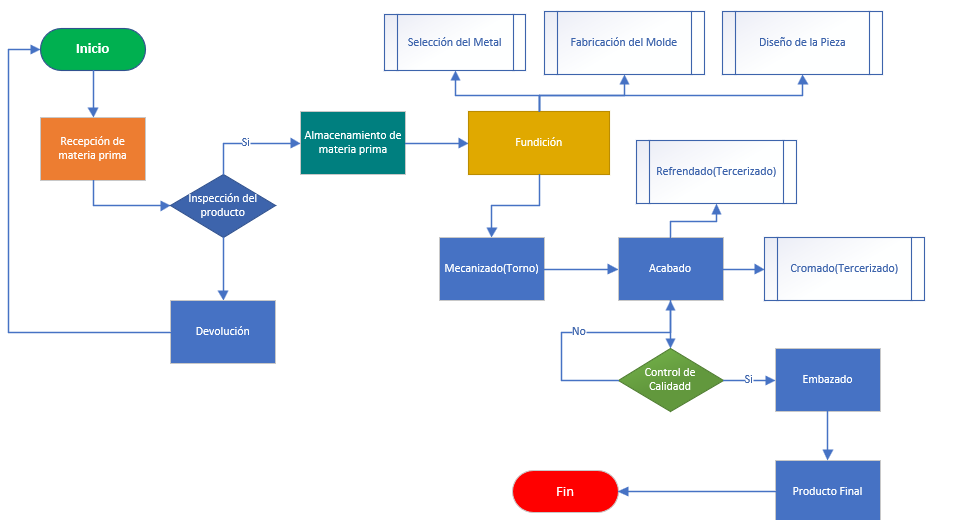 Inicio
Recepción de
materia prima
Inspección del
producto
Si
Devolución
Almacenamiento de
materia prima
Fundición
Selección del Metal
Fabricación del Molde
Diseño de la Pieza
Mecanizado(Torno)
Acabado
Refrendado(Tercerizado)
Cromado(Tercerizado)
No
Control de
Calidadd
Si
Embazado
Producto Final
Fin